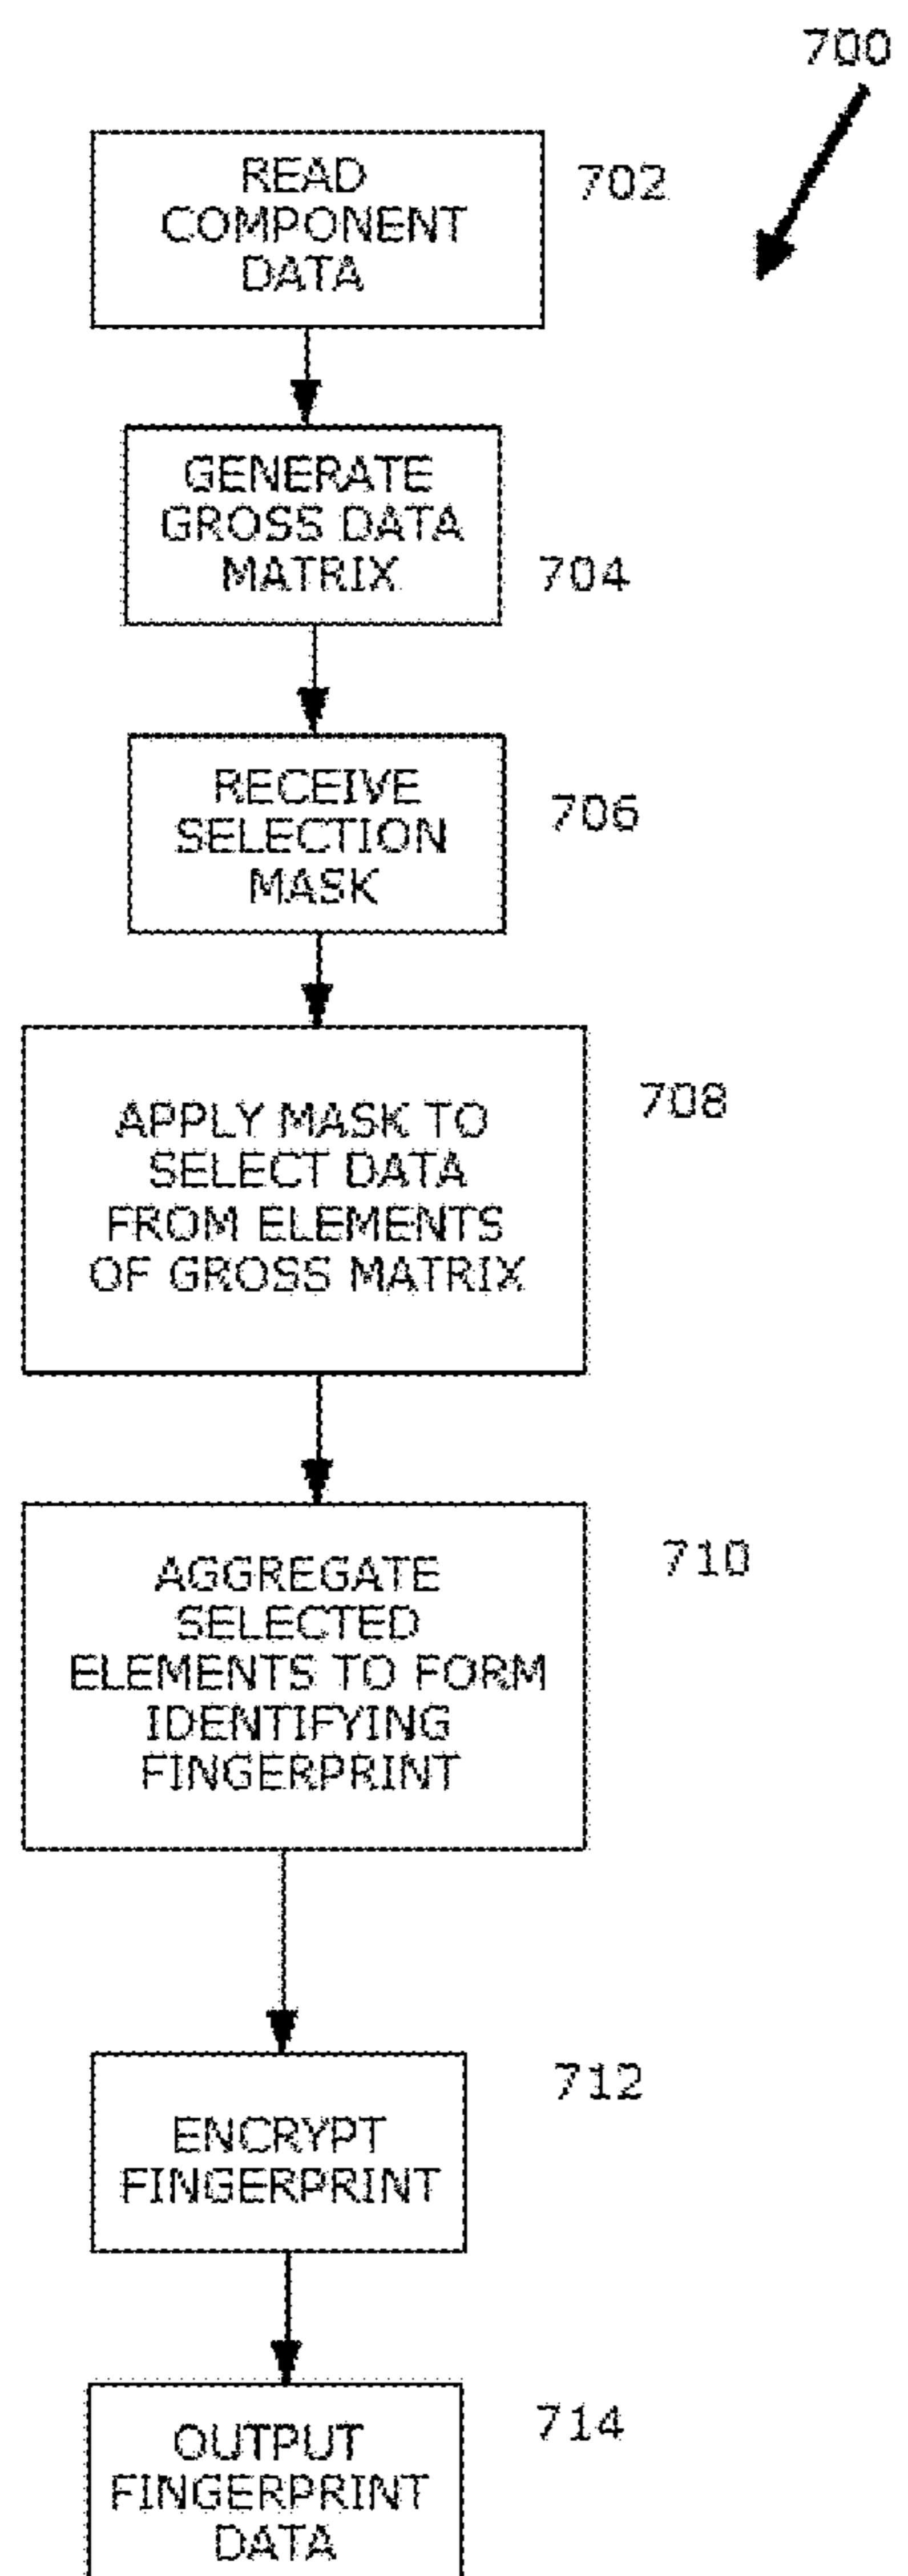 700
READ
COMPONENT
DATA
702
GENERATE
GROSS DATA
MATRIX
704
RECEIVE
SELECTION
MASK
706
APPLY MASK TO
SELECT DATA
FROM ELEMENTS
OF GROSS MATRIX
708
AGGREGATE
SELECTED
ELEMENTS TO FORM
IDENTIFYING
FINGERPRINT
710
ENCRYPT
FINGERPRINT
712
OUTPUT
FINGERPRINT
DATA
714